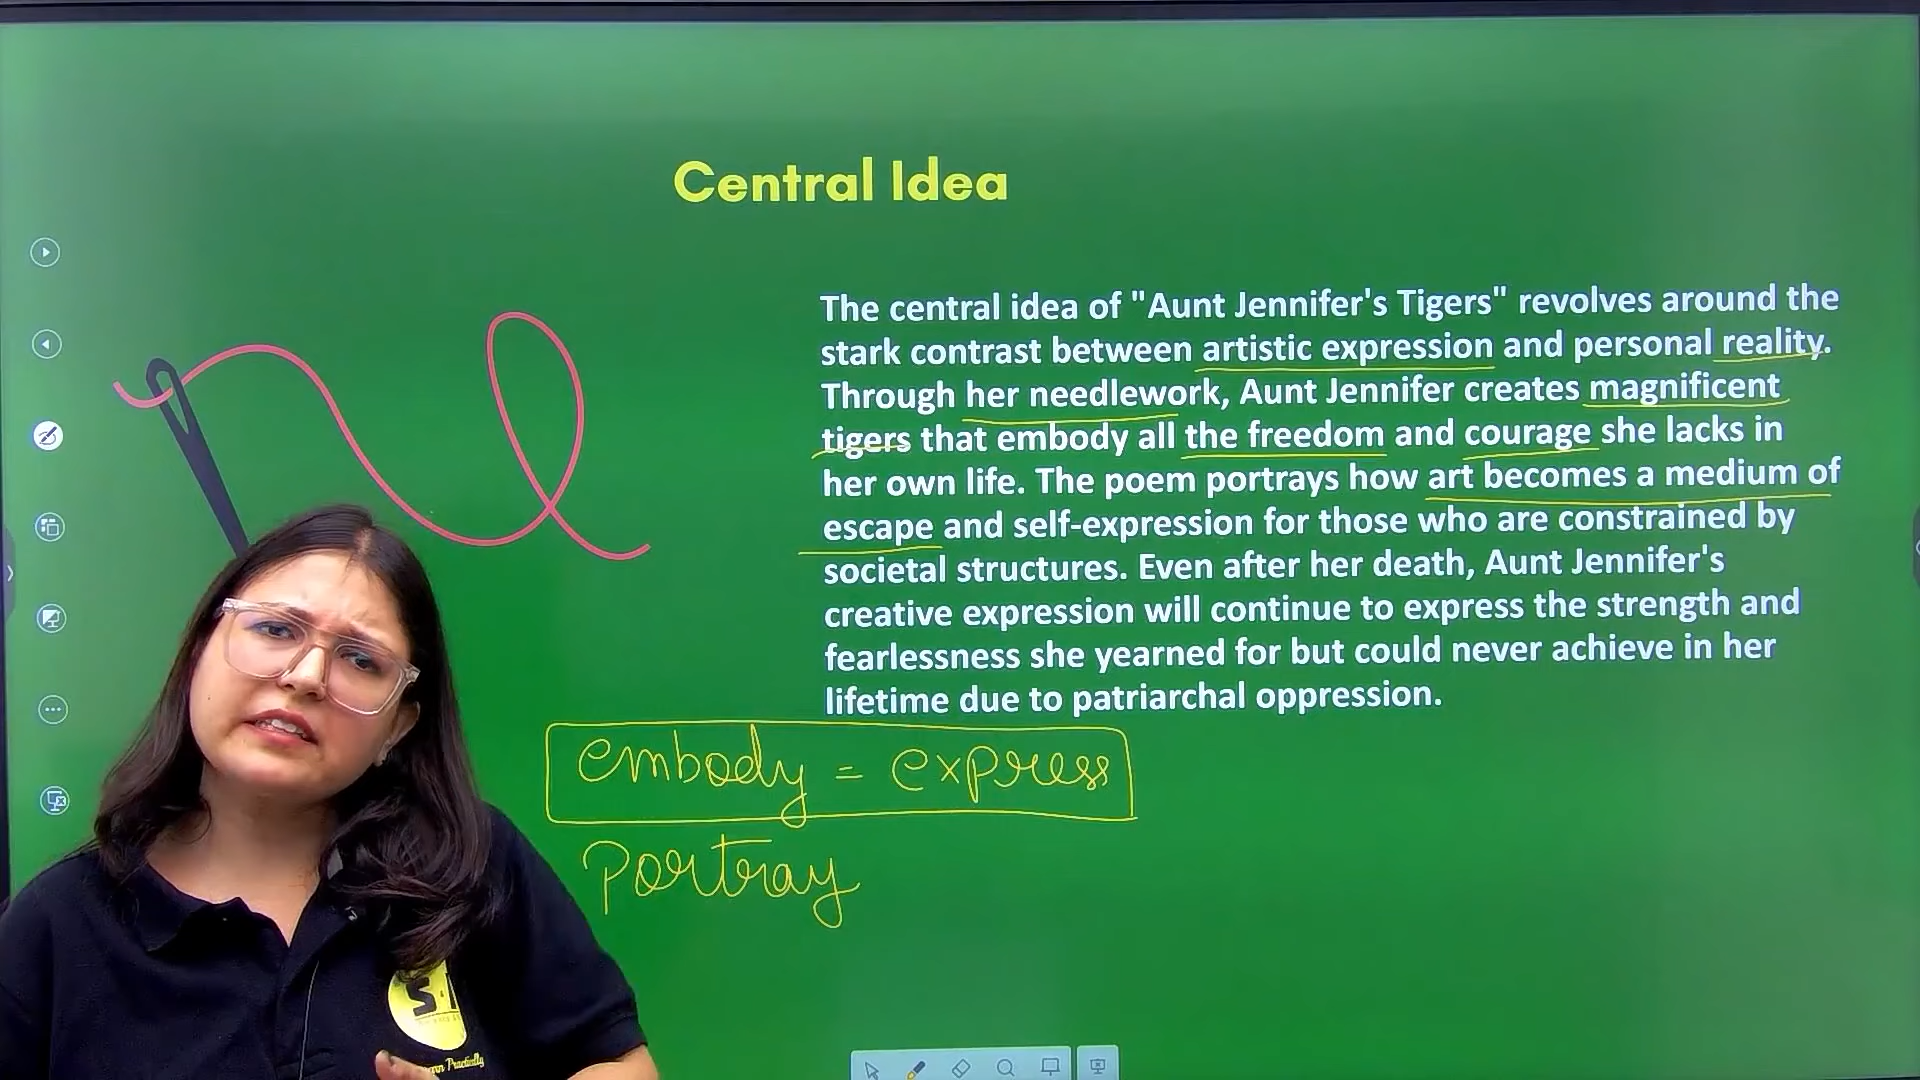 Central Idea
The central idea of "Aunt Jennifer's Tigers" revolves around the
stark contrast between artistic expression and personal reality.
Through her needlework, Aunt Jennifer creates magnificent
tigers that embody all the freedom and courage she lacks in
her own life. The poem portrays how art becomes a medium of
escape and self-expression for those who are constrained by
societal structures. Even after her death, Aunt Jennifer's
creative expression will continue to express the strength and
fearlessness she yearned for but could never achieve in her
lifetime due to patriarchal oppression.
embody = express
portray
Practically